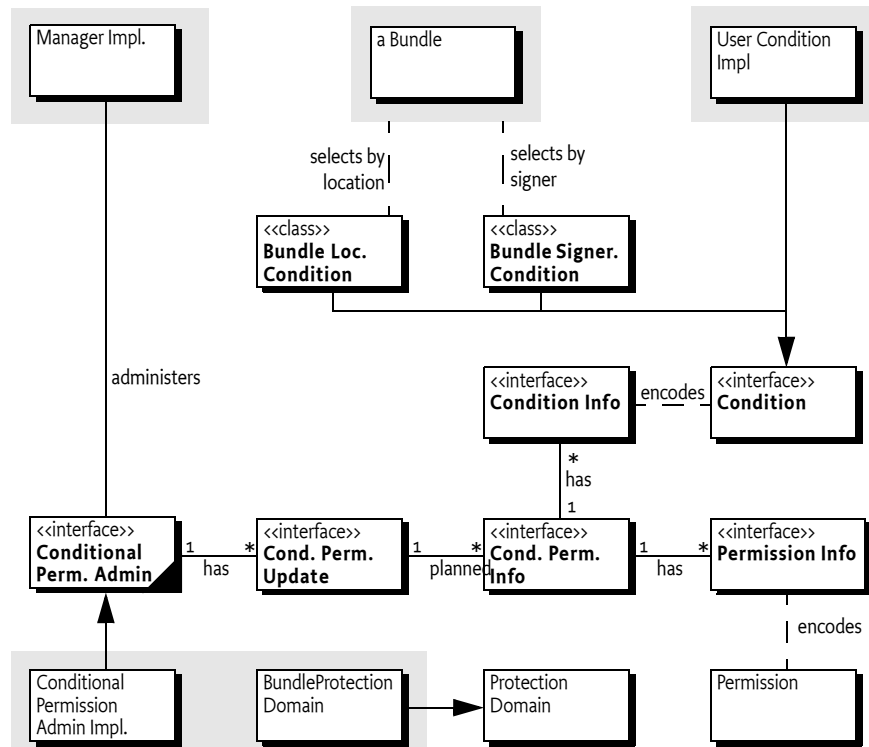 Manager Impl.
a Bundle
User Condition
Impl
selects by
location
selects by
signer
<<class>>
Bundle Loc.
Condition
<<class>>
Bundle Signer.
Condition
administers
<<interface>>
Condition Info
encodes
<<interface>>
Condition
*
has
1
<<interface>>
Conditional
Perm. Admin
1
*
has
<<interface>>
Cond. Perm.
Update
1
*
planned
<<interface>>
Cond. Perm.
Info
1
*
has
<<interface>>
Permission Info
encodes
Conditional
Permission
Admin Impl.
BundleProtection
Domain
Protection
Domain
Permission